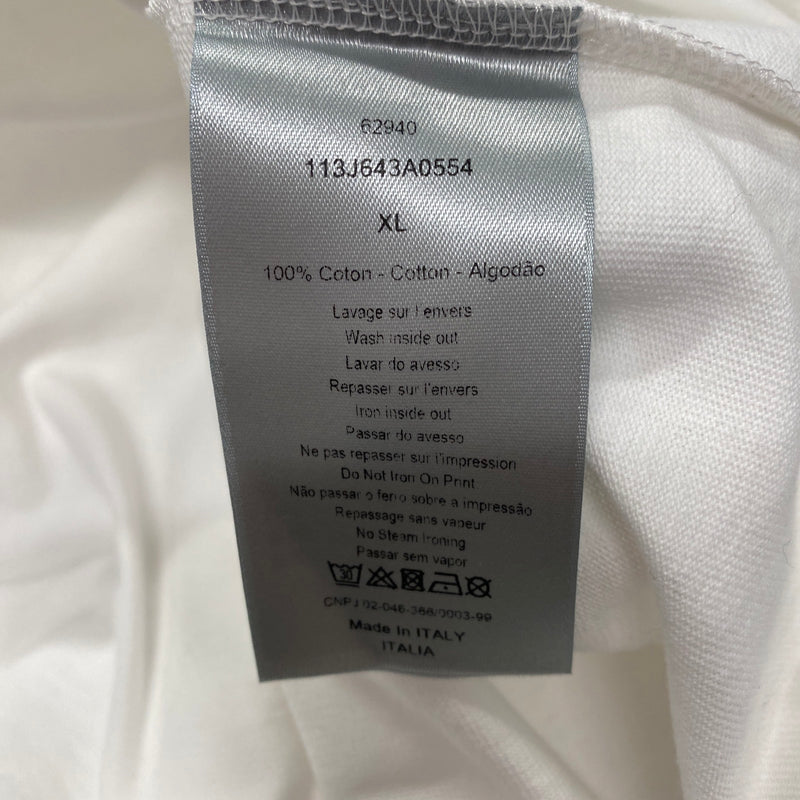 62940
113J643A0554
XL
100% Coton - Cotton - Algodão
Lavage sur l'envers
Wash inside out
Lavar do avesso
Repasser sur l'envers
Iron inside out
Passar do avesso
Ne pas repasser sur l'impression
Do Not Iron On Print
Não passar o ferro sobre a impressão
Repassage sans vapeur
No Steam Ironing
Passar sem vapor
30
CNPJ 02-046-366/0003-99
Made In ITALY
ITALIA